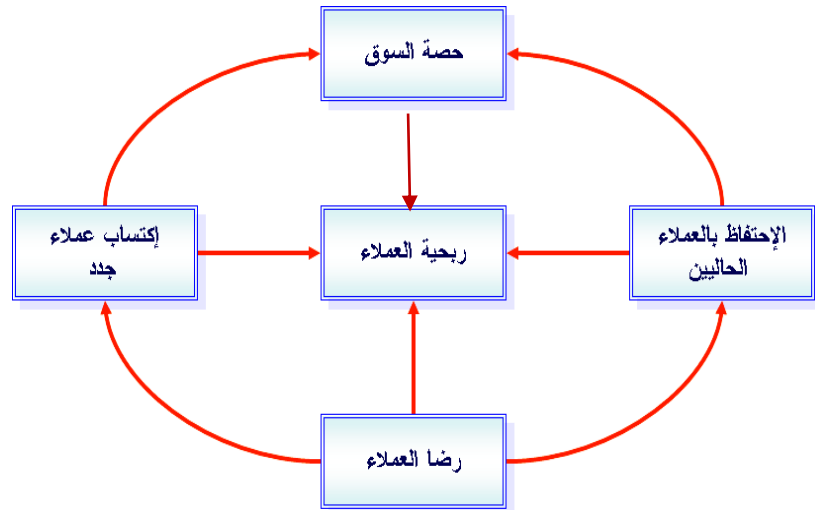 حصة السوق
إكتساب عملاء
جدد
ربحية العملاء
الإحتفاظ بالعملاء
الحاليين
رضا العملاء